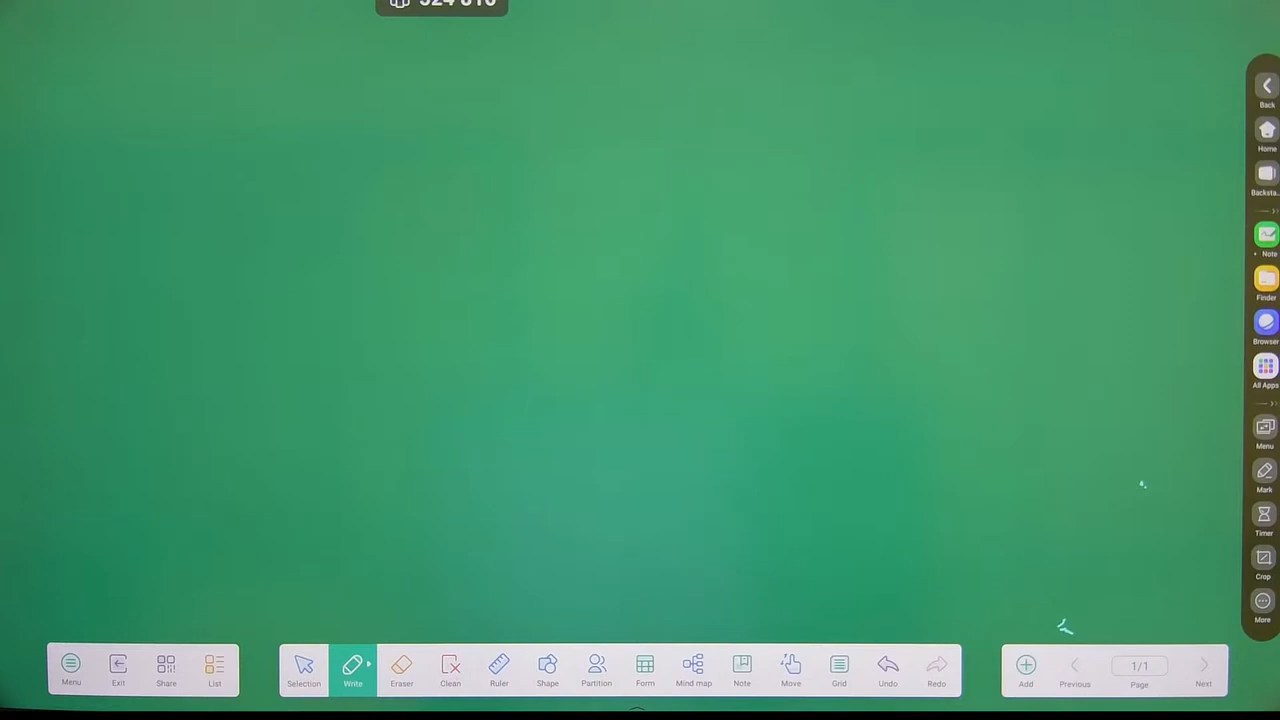 Back
Home
Backsta..
Note
Finder
Browser
All Apps
Menu
Mark
Timer
Crop
More
Menu Exit Share List
Selection Write Eraser Clean Ruler Shape Partition Form Mind map Note Move Grid Undo Redo
Add Previous 1/1 Page Next